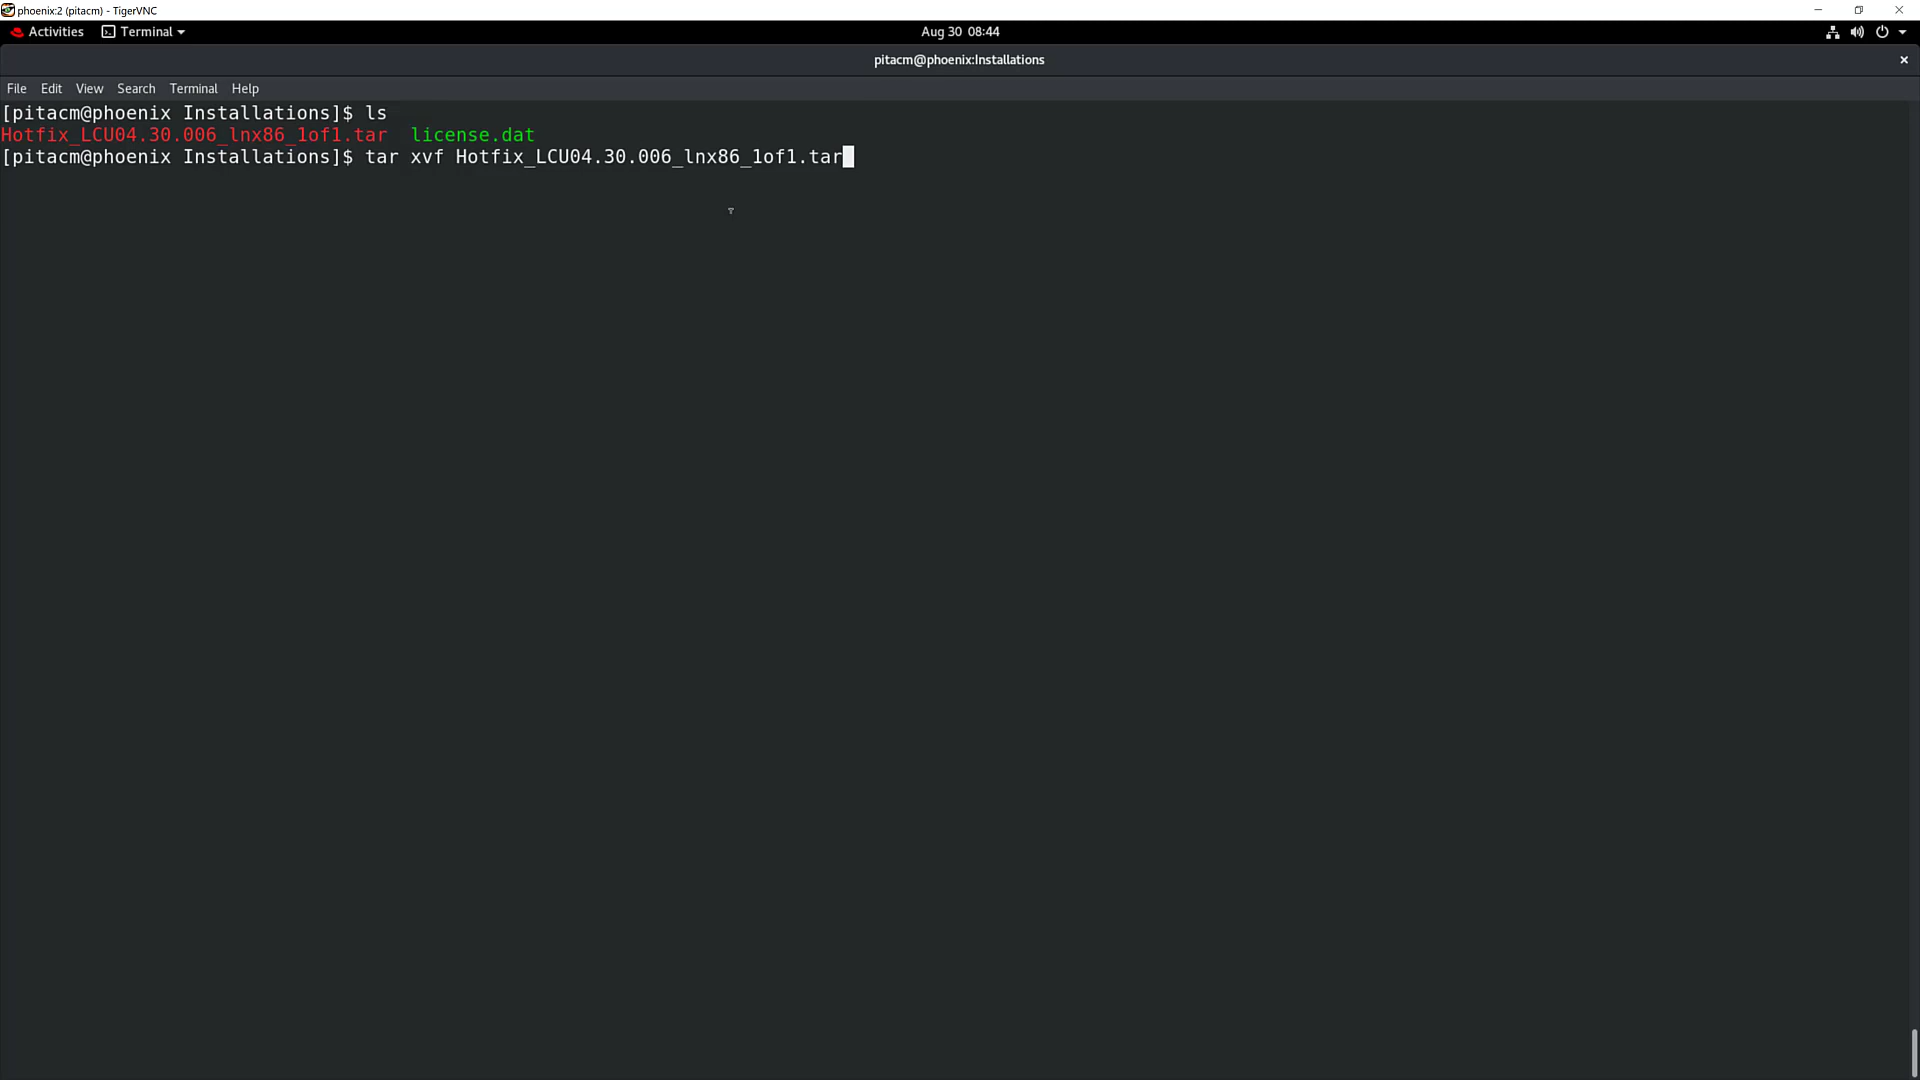 phoenix:2 (pitacm) - TigerVNC
Activities Terminal Aug 30 08:44
pitacm@phoenix:Installations
File Edit View Search Terminal Help
[pitacm@phoenix Installations]$ ls
Hotfix_LCU04.30.006_lnx86_1of1.tar license.dat
[pitacm@phoenix Installations]$ tar xvf Hotfix_LCU04.30.006_lnx86_1of1.tar